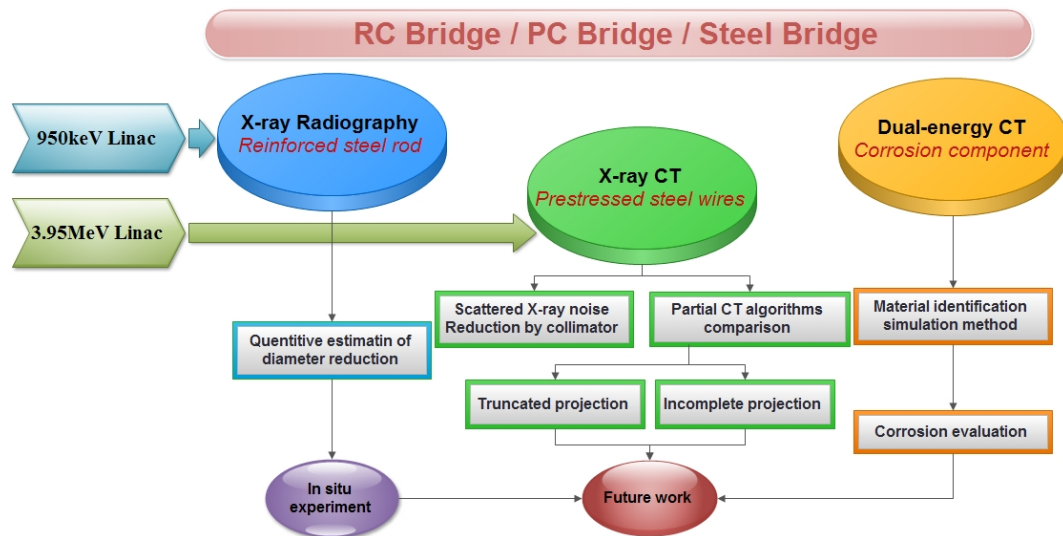 RC Bridge / PC Bridge / Steel Bridge
950keV Linac
X-ray Radiography
Reinforced steel rod
Dual-energy CT
Corrosion component
X-ray CT
Prestressed steel wires
3.95MeV Linac
Scattered X-ray noise
Reduction by collimator
Partial CT algorithms
comparison
Material identification
simulation method
Quentitive estimatin of
diameter reduction
Truncated projection
Incomplete projection
Corrosion evaluation
In situ
experiment
Future work